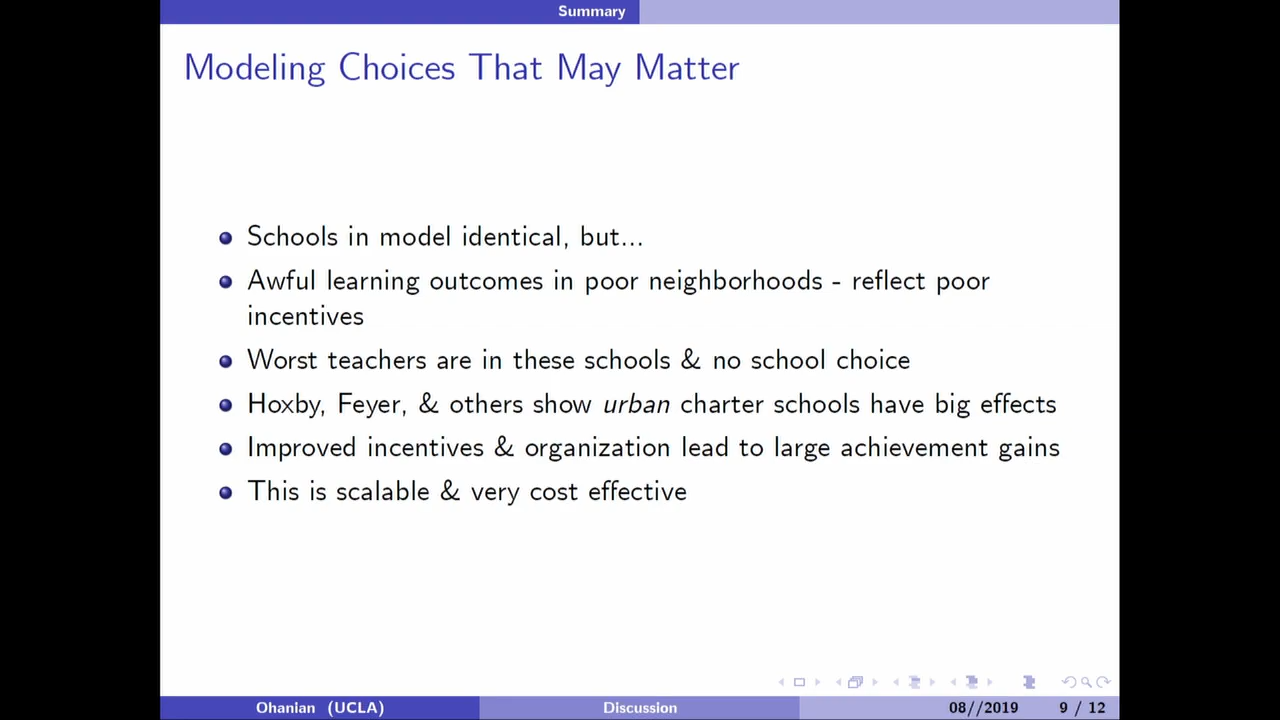 Summary
Modeling Choices That May Matter
Schools in model identical, but...
Awful learning outcomes in poor neighborhoods - reflect poor
incentives
Worst teachers are in these schools & no school choice
Hoxby, Feyer, & others show urban charter schools have big effects
Improved incentives & organization lead to large achievement gains
This is scalable & very cost effective
Ohanian (UCLA) Discussion 08//2019 9 / 12